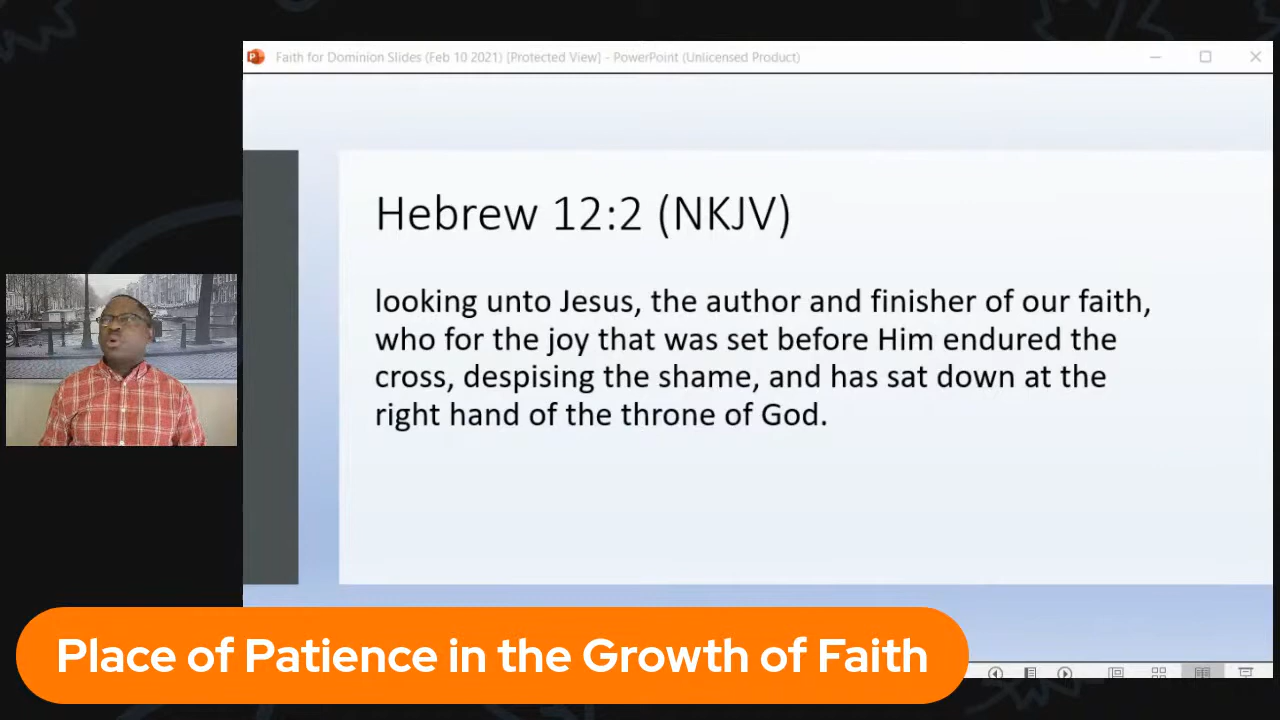 Faith for Dominion Slides (Feb 10 2021) [Protected View] - PowerPoint (Unlicensed Product)
Hebrew 12:2 (NKJV)
looking unto Jesus, the author and finisher of our faith,
who for the joy that was set before Him endured the
cross, despising the shame, and has sat down at the
right hand of the throne of God.
Place of Patience in the Growth of Faith